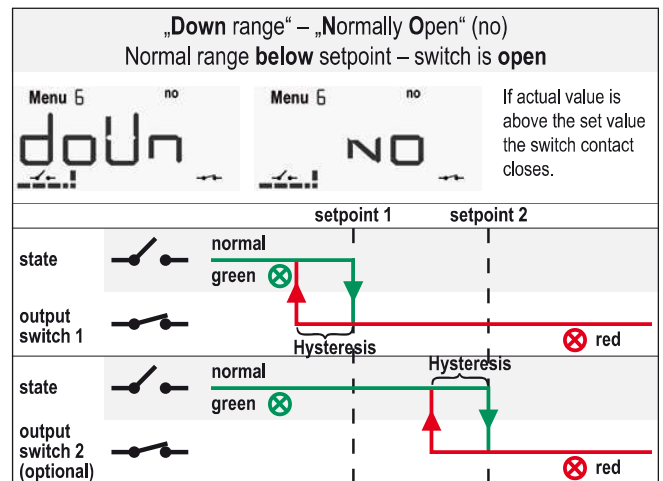 „Down range“ – „Normally Open“ (no)
Normal range below setpoint – switch is open
Menu 6 no
doUn
Menu 6 no
NO
If actual value is
above the set value
the switch contact
closes.
setpoint 1 setpoint 2
state
normal
green
output
switch 1
Hysteresis
red
state
normal
green
Hysteresis
output
switch 2
(optional)
red